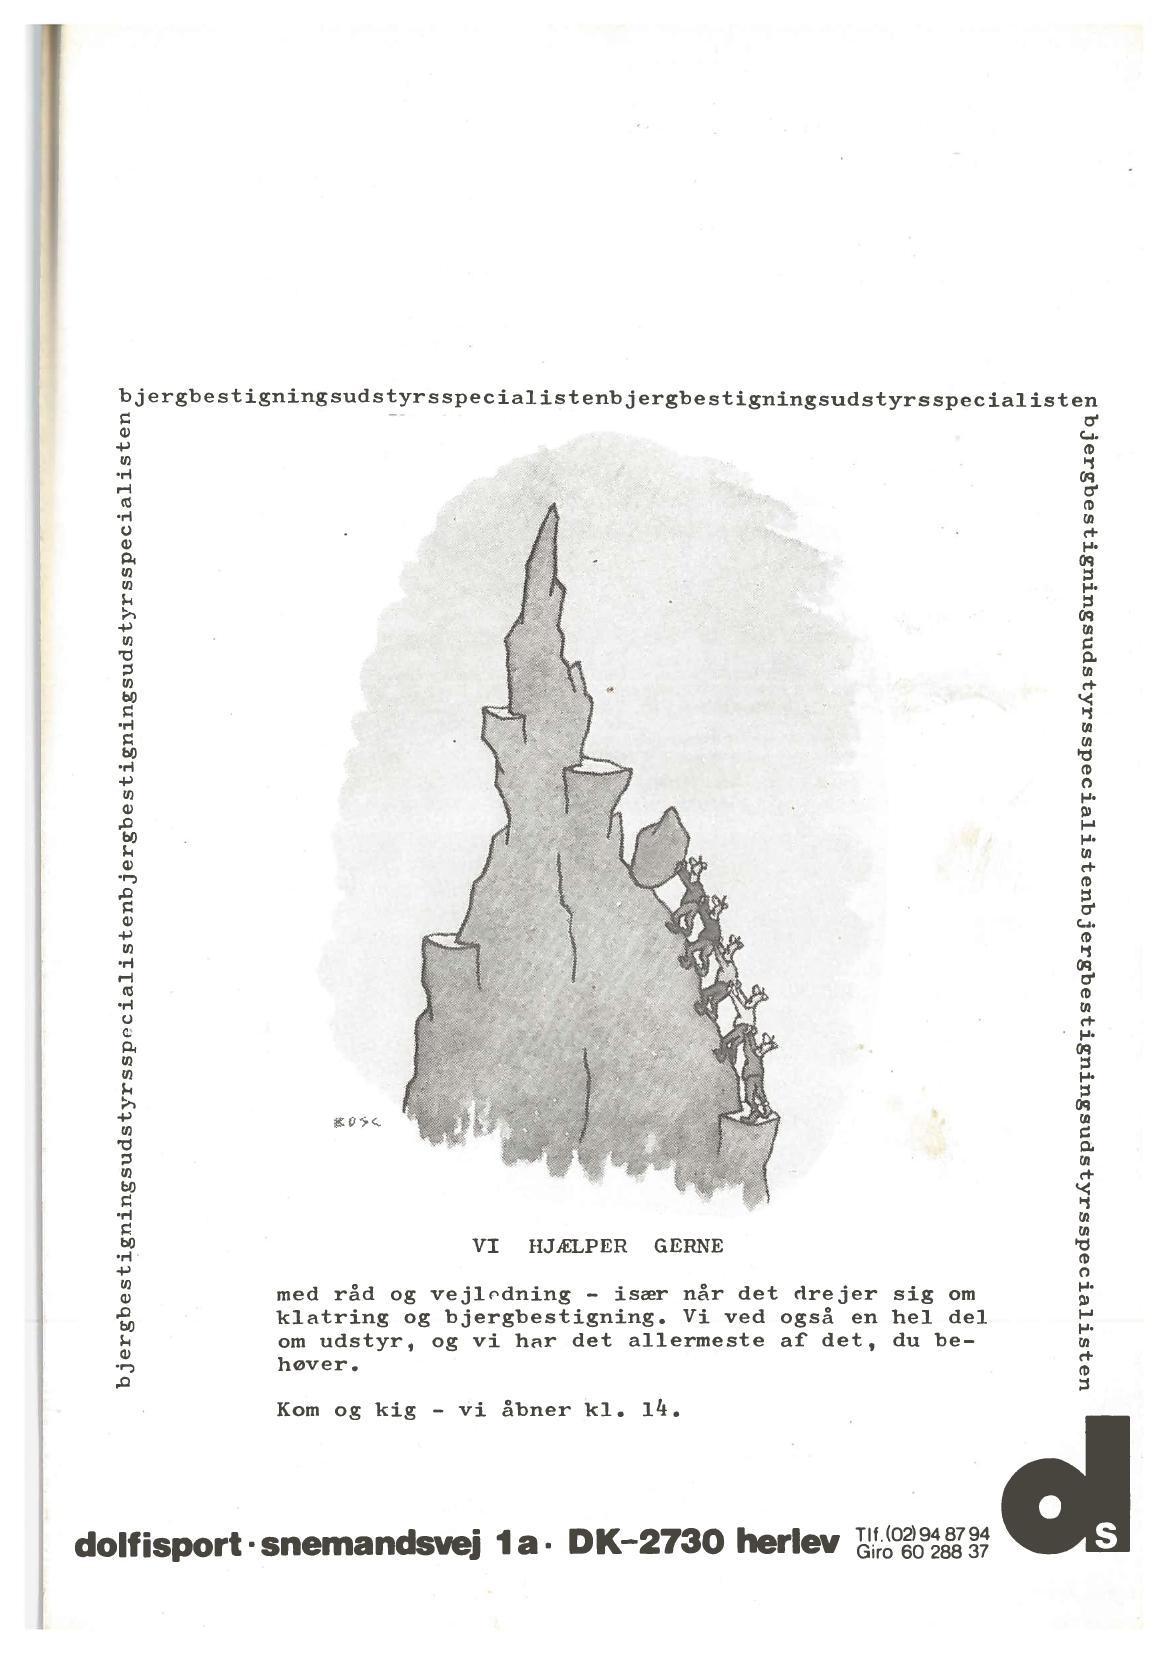 bjergbestigningsudstyrsspecialistenbjergbestigningsudstyrsspecialisten
bjergbestigningsudstyrsspecialistenbjergbestigningsudstyrsspecialisten
bjergbestigningsudstyrsspecialistenbjergbestigningsudstyrsspecialisten
BOSC
VI HJÆLPER GERNE
med råd og vejledning - især når det drejer sig om
klatring og bjergbestigning. Vi ved også en hel del
om udstyr, og vi har det allermeste af det, du be-
høver.
Kom og kig - vi åbner kl. 14.
dolfisport · snemandsvej 1a · DK-2730 herlev
Tlf. (02) 94 87 94
Giro 60 288 37
ds